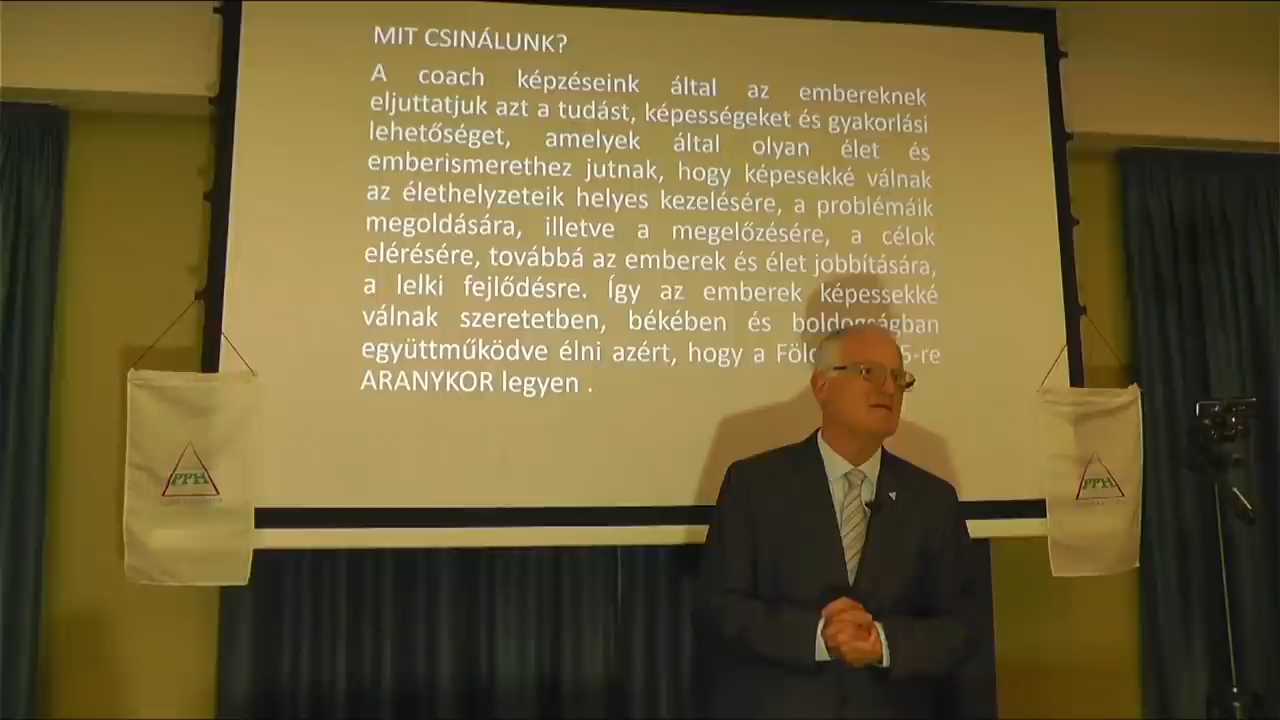 MIT CSINÁLUNK?
A coach képzéseink által az embereknek
eljuttatjuk azt a tudást, képességeket és gyakorlási
lehetőséget, amelyek által olyan élet és
emberismerethez jutnak, hogy képesekké válnak
az élethelyzeteik helyes kezelésére, a problémáik
megoldására, illetve a megelőzésére, a célok
elérésére, továbbá az emberek és élet jobbítására,
a lelki fejlődésre. Így az emberek képessekké
válnak szeretetben, békében és boldogságban
együttműködve élni azért, hogy a
ARANYKOR legyen .
PPH
PPH